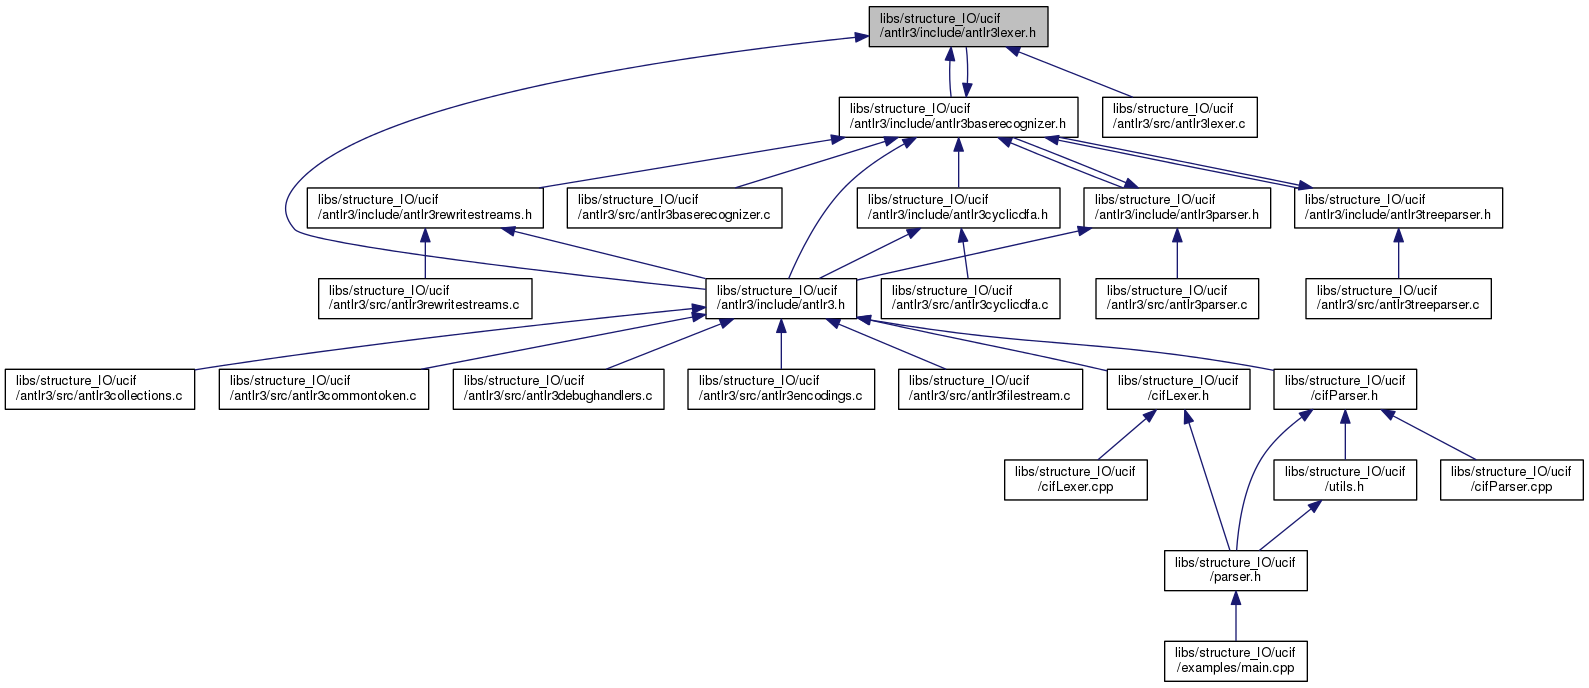 libs/structure_IO/ucif
/antlr3/include/antlr3lexer.h
libs/structure_IO/ucif
/antlr3/include/antlr3baserecognizer.h
libs/structure_IO/ucif
/antlr3/src/antlr3lexer.c
libs/structure_IO/ucif
/antlr3/include/antlr3rewritestreams.h
libs/structure_IO/ucif
/antlr3/src/antlr3baserecognizer.c
libs/structure_IO/ucif
/antlr3/include/antlr3cyclicdfa.h
libs/structure_IO/ucif
/antlr3/include/antlr3parser.h
libs/structure_IO/ucif
/antlr3/include/antlr3treeparser.h
libs/structure_IO/ucif
/antlr3/src/antlr3rewritestreams.c
libs/structure_IO/ucif
/antlr3/include/antlr3.h
libs/structure_IO/ucif
/antlr3/src/antlr3cyclicdfa.c
libs/structure_IO/ucif
/antlr3/src/antlr3parser.c
libs/structure_IO/ucif
/antlr3/src/antlr3treeparser.c
libs/structure_IO/ucif
/antlr3/src/antlr3collections.c
libs/structure_IO/ucif
/antlr3/src/antlr3commontoken.c
libs/structure_IO/ucif
/antlr3/src/antlr3debughandlers.c
libs/structure_IO/ucif
/antlr3/src/antlr3encodings.c
libs/structure_IO/ucif
/antlr3/src/antlr3filestream.c
libs/structure_IO/ucif
/cifLexer.h
libs/structure_IO/ucif
/cifParser.h
libs/structure_IO/ucif
/cifLexer.cpp
libs/structure_IO/ucif
/utils.h
libs/structure_IO/ucif
/cifParser.cpp
libs/structure_IO/ucif
/parser.h
libs/structure_IO/ucif
/examples/main.cpp